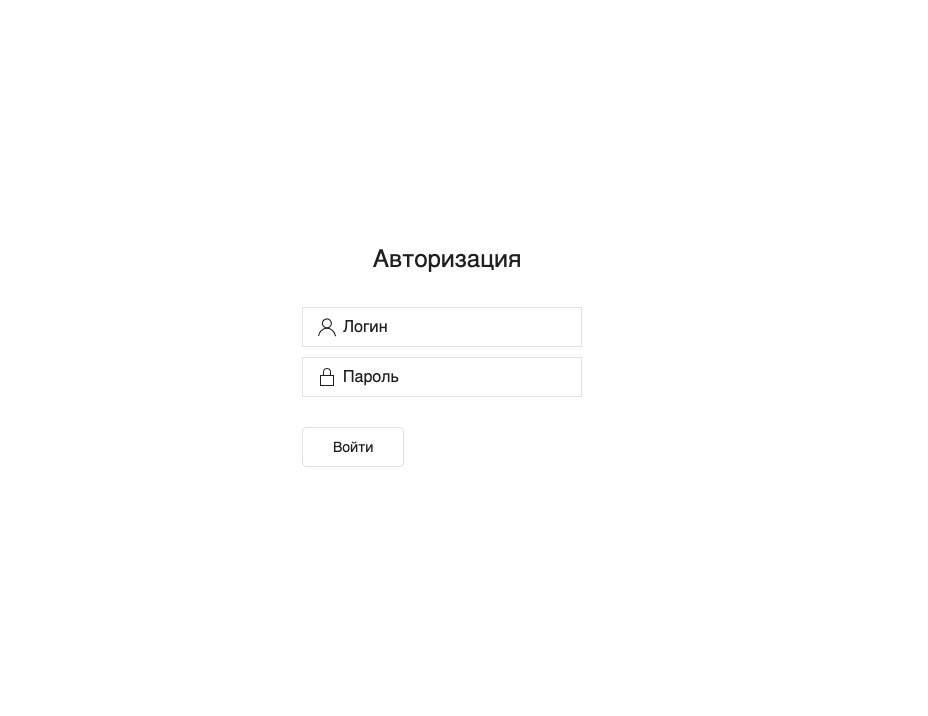 Авторизация
Логин
Пароль
Войти